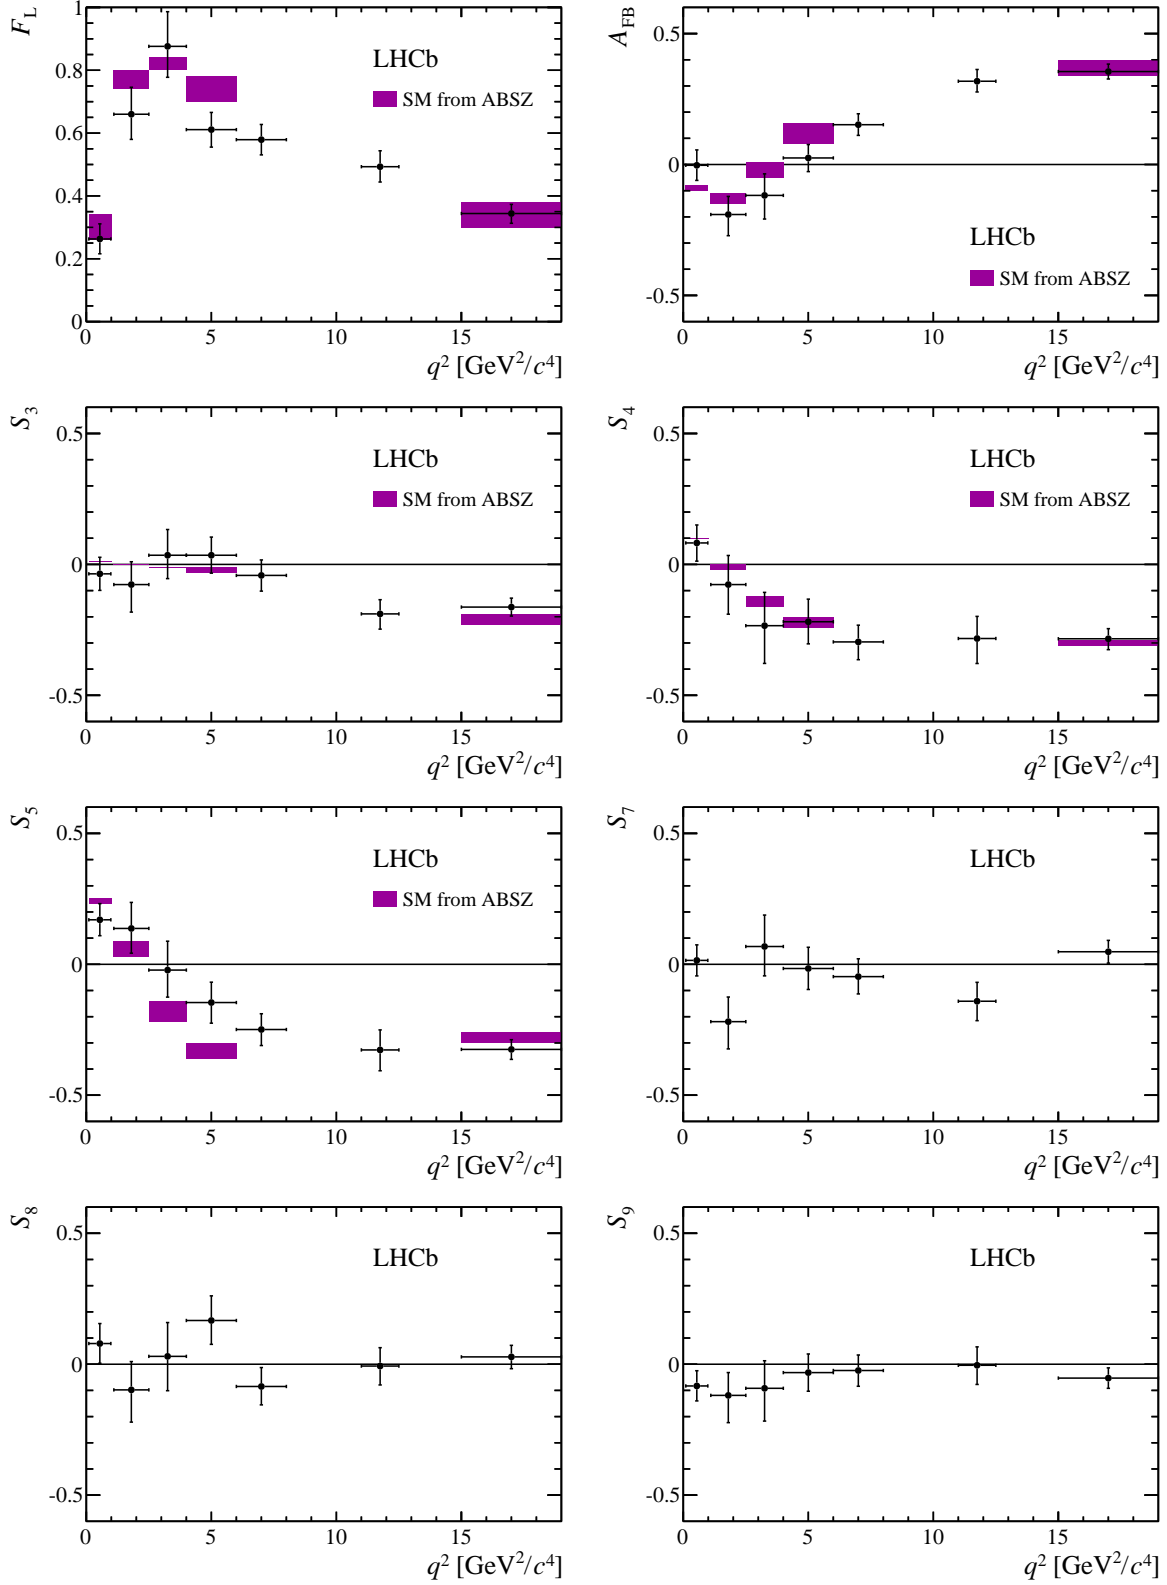 F_L
1
0.8
0.6
0.4
0.2
0
LHCb
SM from ABSZ
0 5 10 15
q² [GeV²/c⁴]
A_FB
0.5
0
-0.5
LHCb
SM from ABSZ
0 5 10 15
q² [GeV²/c⁴]
S_3
0.5
0
-0.5
LHCb
SM from ABSZ
0 5 10 15
q² [GeV²/c⁴]
S_4
0.5
0
-0.5
LHCb
SM from ABSZ
0 5 10 15
q² [GeV²/c⁴]
S_5
0.5
0
-0.5
LHCb
SM from ABSZ
0 5 10 15
q² [GeV²/c⁴]
S_7
0.5
0
-0.5
LHCb
0 5 10 15
q² [GeV²/c⁴]
S_8
0.5
0
-0.5
LHCb
0 5 10 15
q² [GeV²/c⁴]
S_9
0.5
0
-0.5
LHCb
0 5 10 15
q² [GeV²/c⁴]